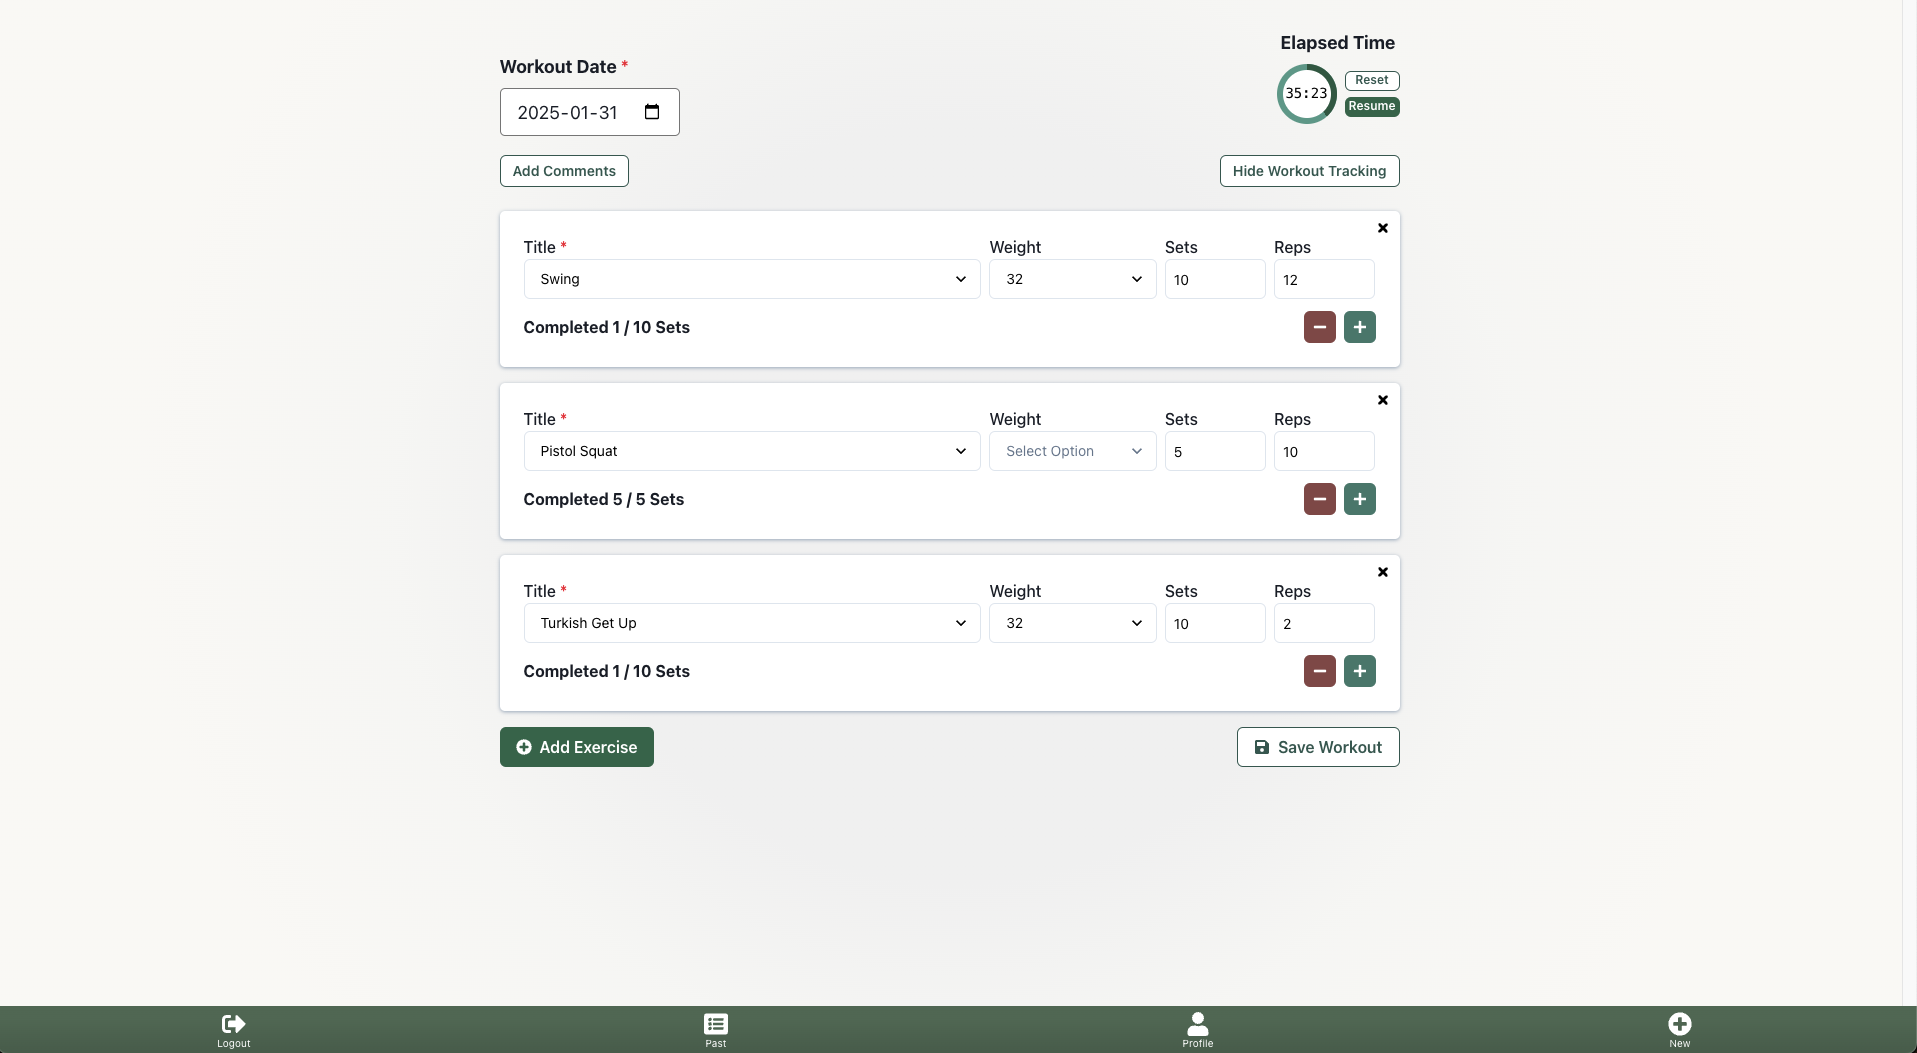 Elapsed Time
Workout Date *
35:23
Reset
Resume
2025-01-31
Add Comments
Hide Workout Tracking
Title *
Weight
Sets
Reps
Swing
32
10
12
Completed 1 / 10 Sets
Title *
Weight
Sets
Reps
Pistol Squat
Select Option
5
10
Completed 5 / 5 Sets
Title *
Weight
Sets
Reps
Turkish Get Up
32
10
2
Completed 1 / 10 Sets
Add Exercise
Save Workout
Logout
Past
Profile
New